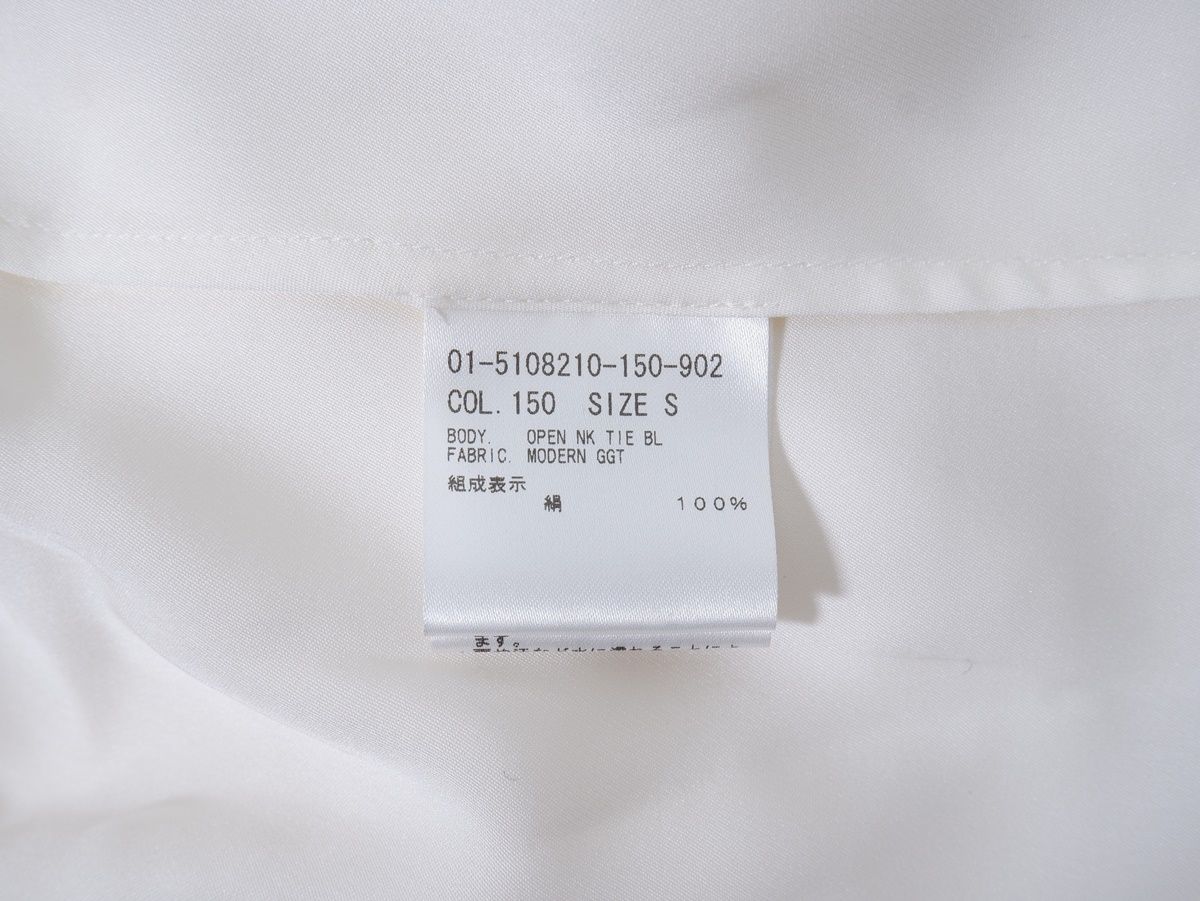 01-5108210-150-902
COL. 150 SIZE S
BODY. OPEN NK TIE BL
FABRIC. MODERN GGT
組成表示
絹 100%
ます。